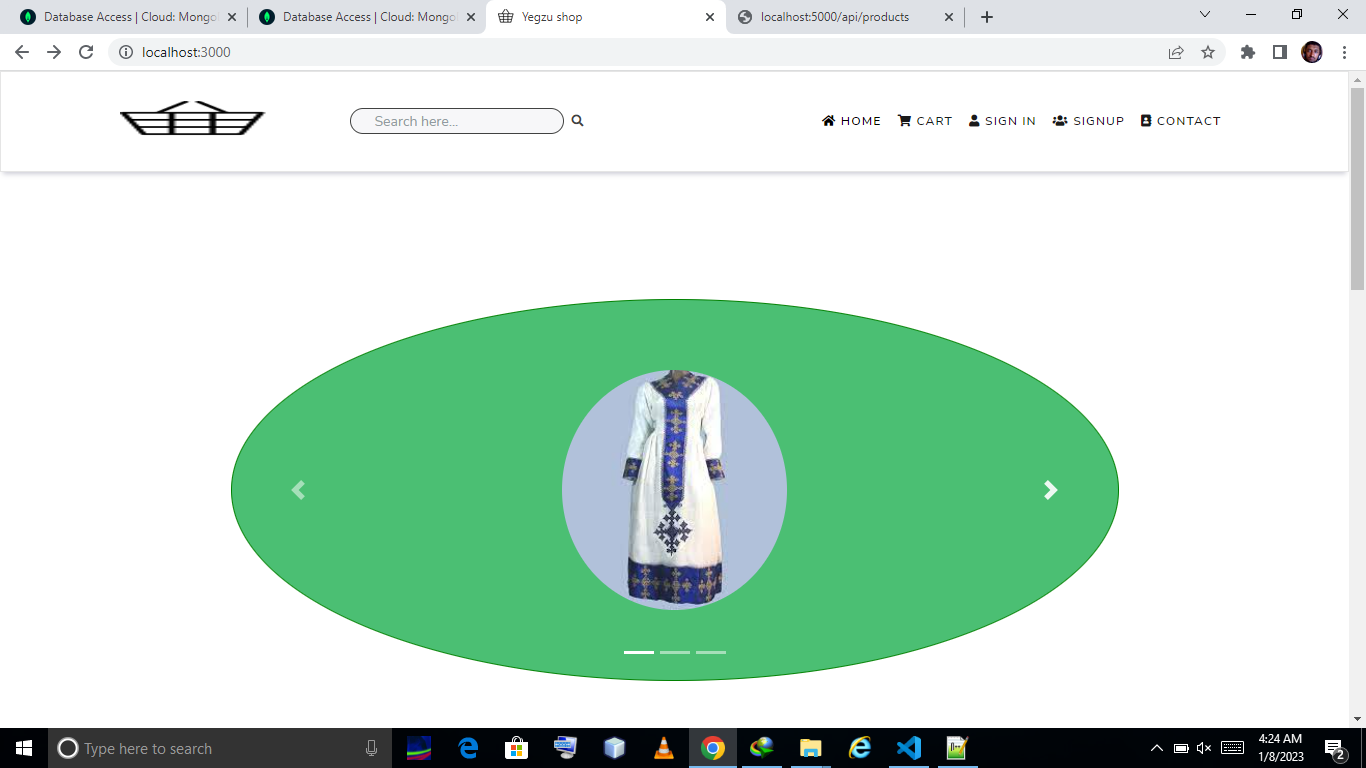 Database Access | Cloud: Mongo
Database Access | Cloud: Mongo
Yegzu shop
localhost:5000/api/products
localhost:3000
Search here...
HOME
CART
SIGN IN
SIGNUP
CONTACT
Type here to search
4:24 AM
1/8/2023
2